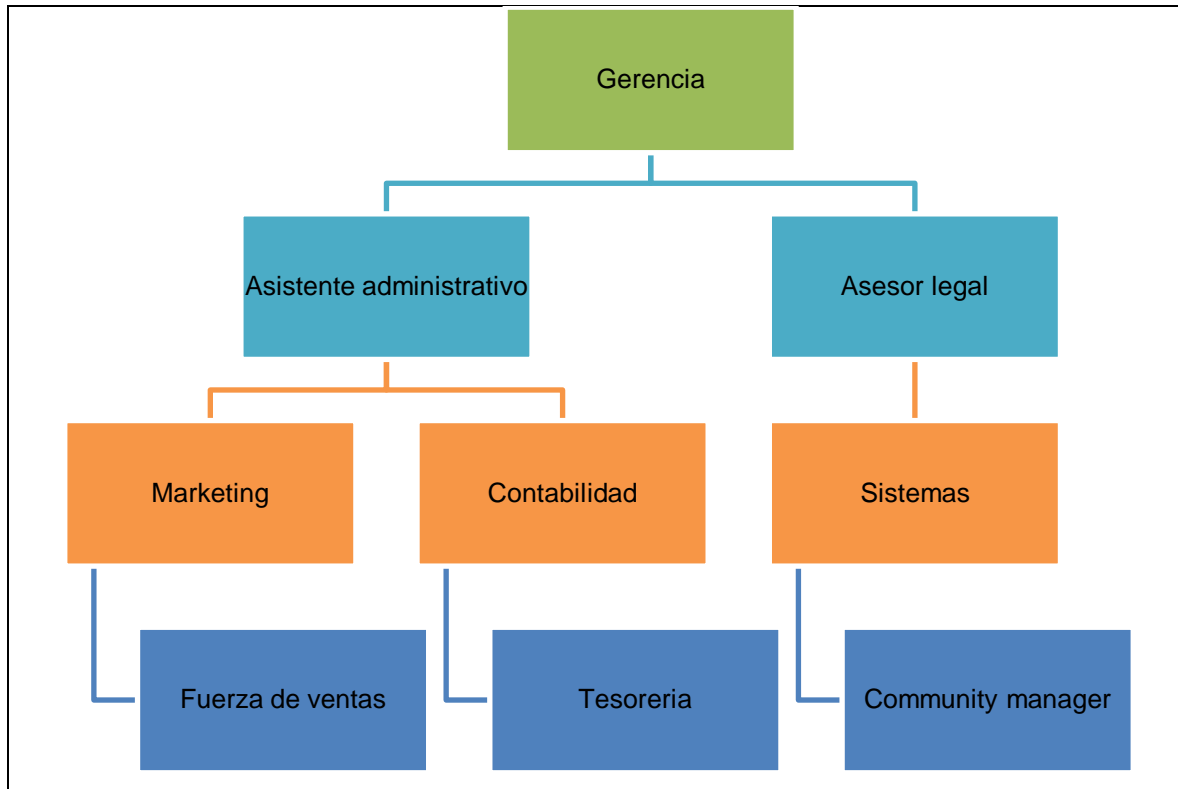 Gerencia
Asistente administrativo
Asesor legal
Marketing
Contabilidad
Sistemas
Fuerza de ventas
Tesoreria
Community manager